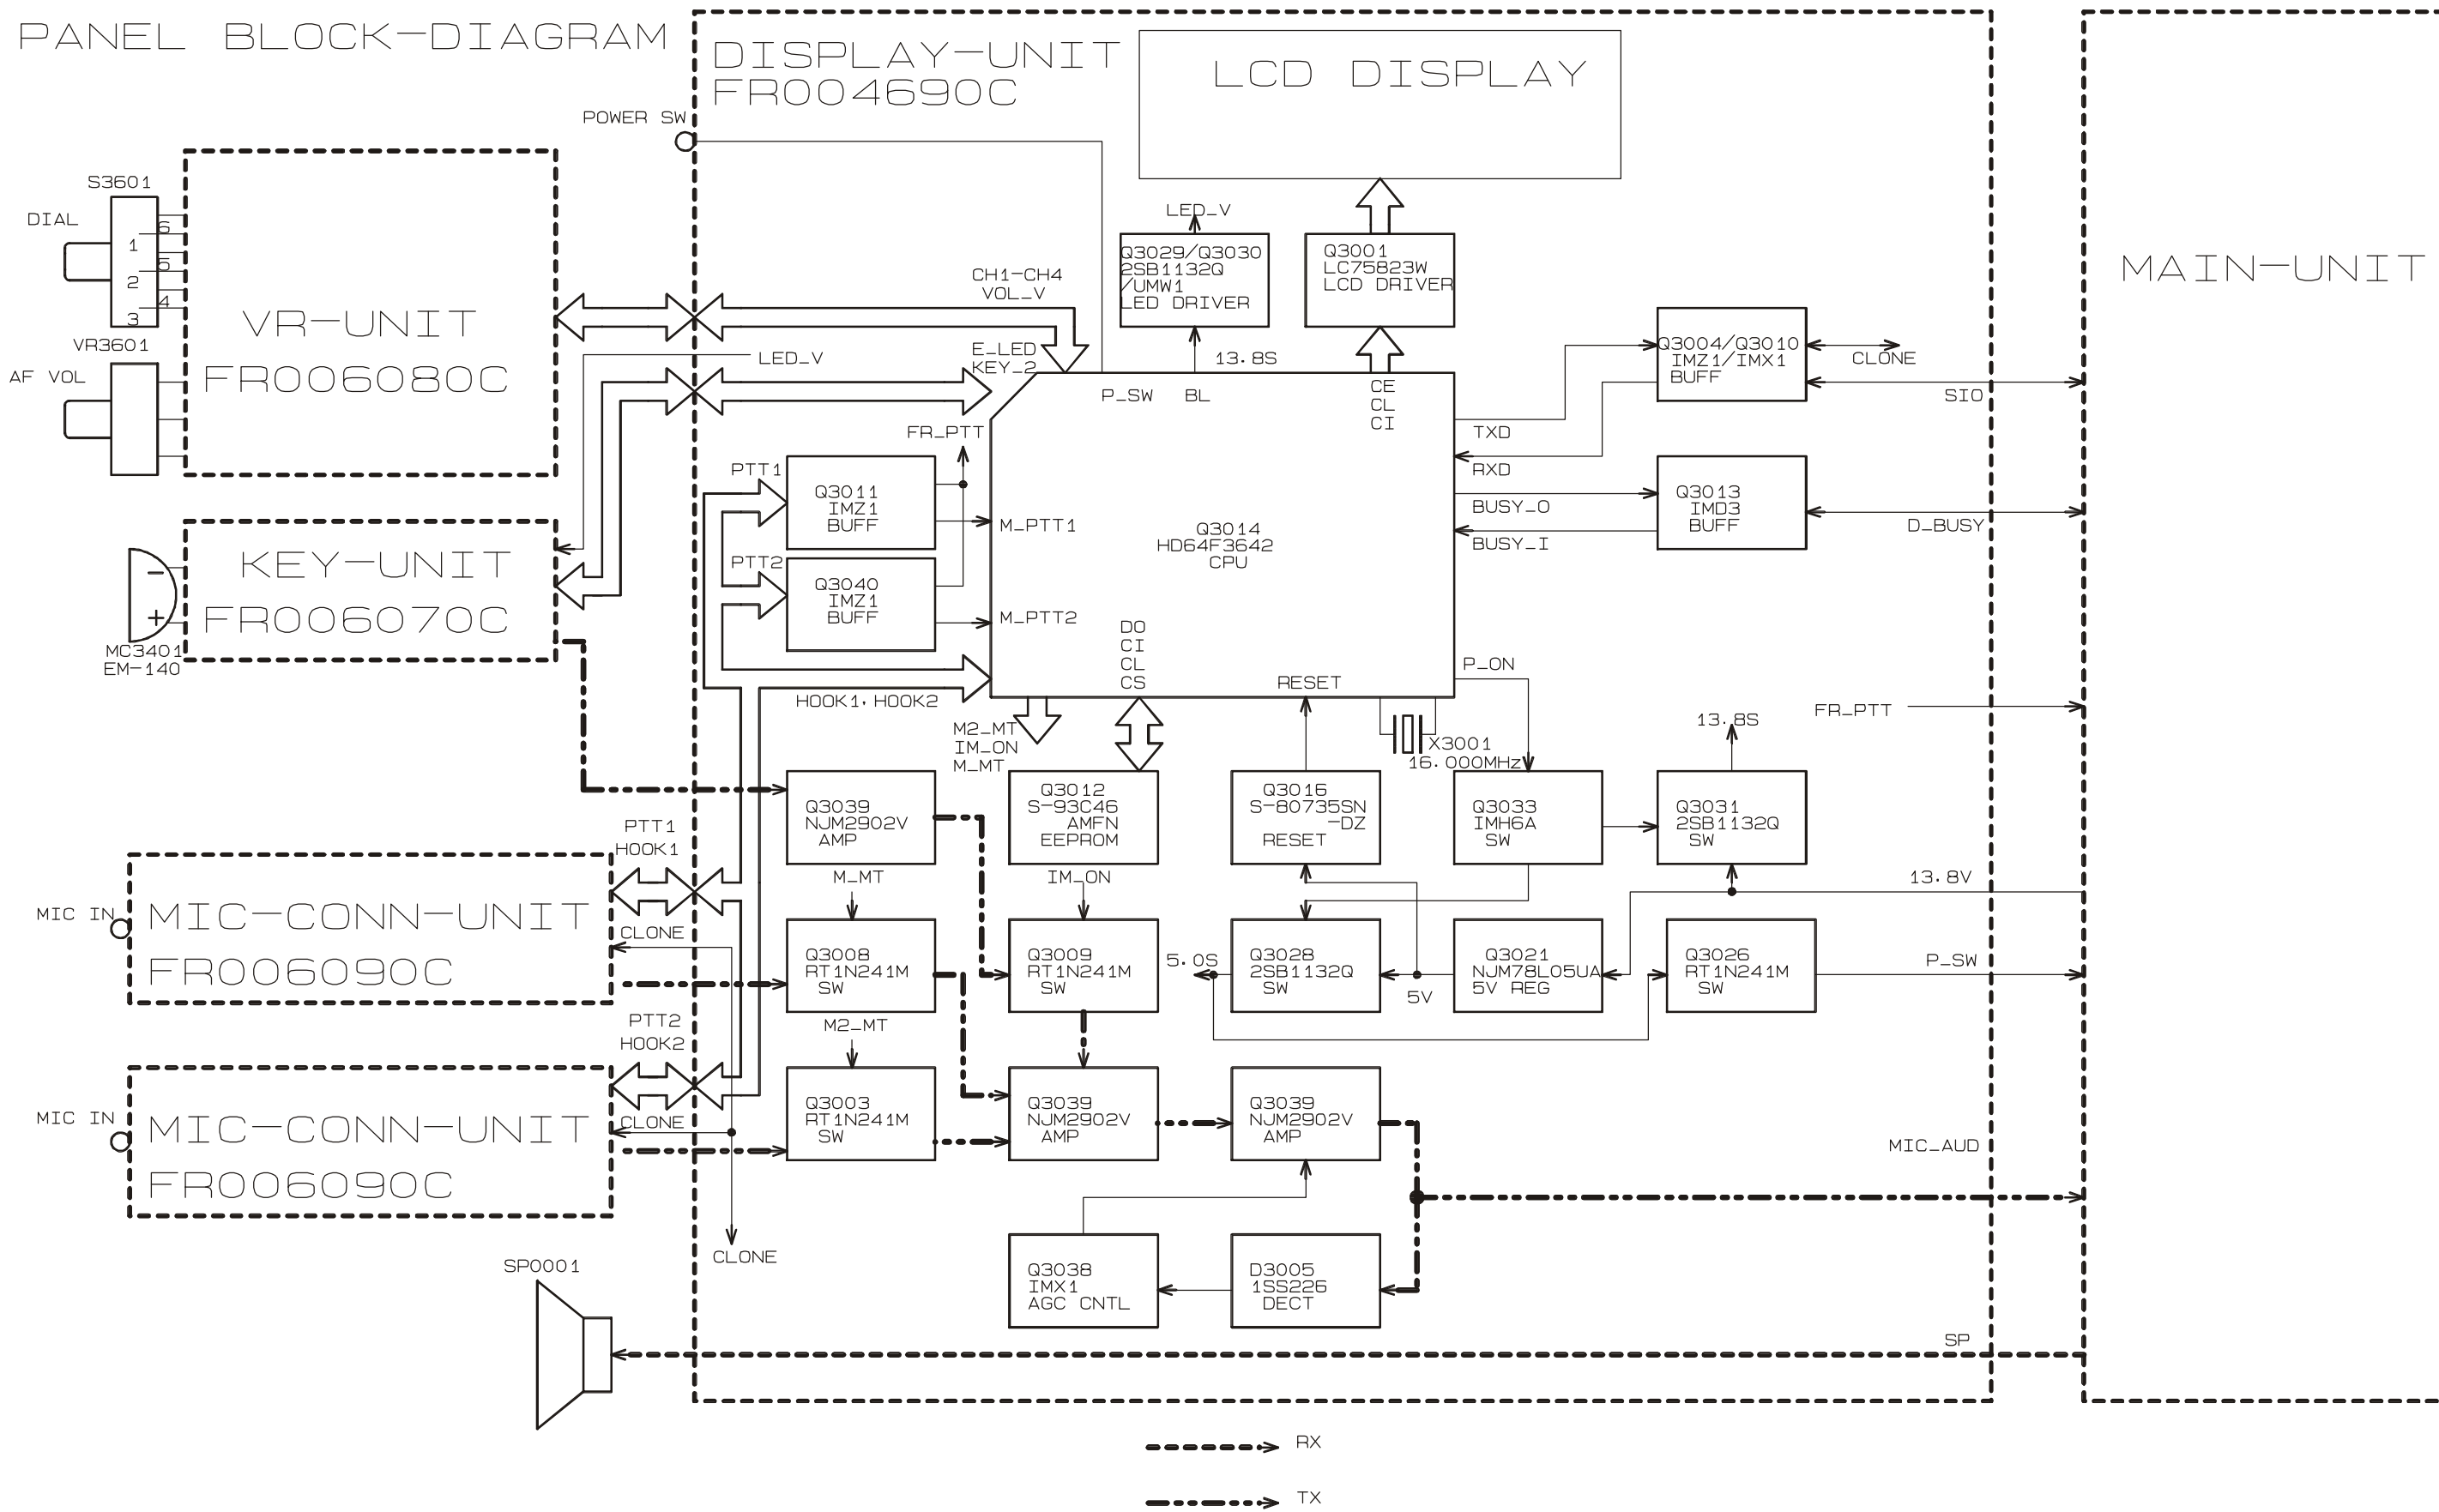 PANEL BLOCK-DIAGRAM
DISPLAY-UNIT
FR004690C
LCD DISPLAY
MAIN-UNIT
POWER SW
S3601
DIAL
6
1
5
2
4
3
VR3601
AF VOL
VR-UNIT
FR006080C
LED_V
CH1-CH4
VOL_V
E_LED
KEY_2
LED_V
Q3029/Q3030
2SB1132Q
/UMW1
LED DRIVER
13.8S
Q3001
LC75823W
LCD DRIVER
P_SW
BL
CE
CL
CI
Q3004/Q3010
IMZ1/IMX1
BUFF
CLONE
SIO
TXD
RXD
BUSY_O
BUSY_I
Q3013
IMD3
BUFF
D_BUSY
FR_PTT
PTT1
Q3011
IMZ1
BUFF
M_PTT1
PTT2
Q3040
IMZ1
BUFF
M_PTT2
Q3014
HD64F3642
CPU
KEY-UNIT
FR006070C
-
+
MC3401
EM-140
DO
CI
CL
CS
RESET
P_ON
HOOK1,HOOK2
M2_MT
IM_ON
M_MT
X3001
16.000MHz
13.8S
FR_PTT
Q3039
NJM2902V
AMP
Q3012
S-93C46
AMFN
EEPROM
Q3016
S-80735SN
-DZ
RESET
Q3033
IMH6A
SW
Q3031
2SB1132Q
SW
PTT1
HOOK1
M_MT
IM_ON
13.8V
MIC IN
MIC-CONN-UNIT
FR006090C
CLONE
Q3008
RT1N241M
SW
Q3009
RT1N241M
SW
5.0S
Q3028
2SB1132Q
SW
5V
Q3021
NJM78L05UA
5V REG
Q3026
RT1N241M
SW
P_SW
PTT2
HOOK2
M2_MT
MIC IN
MIC-CONN-UNIT
FR006090C
CLONE
Q3003
RT1N241M
SW
Q3039
NJM2902V
AMP
Q3039
NJM2902V
AMP
MIC_AUD
CLONE
SP0001
Q3038
IMX1
AGC CNTL
D3005
1SS226
DECT
SP
RX
TX